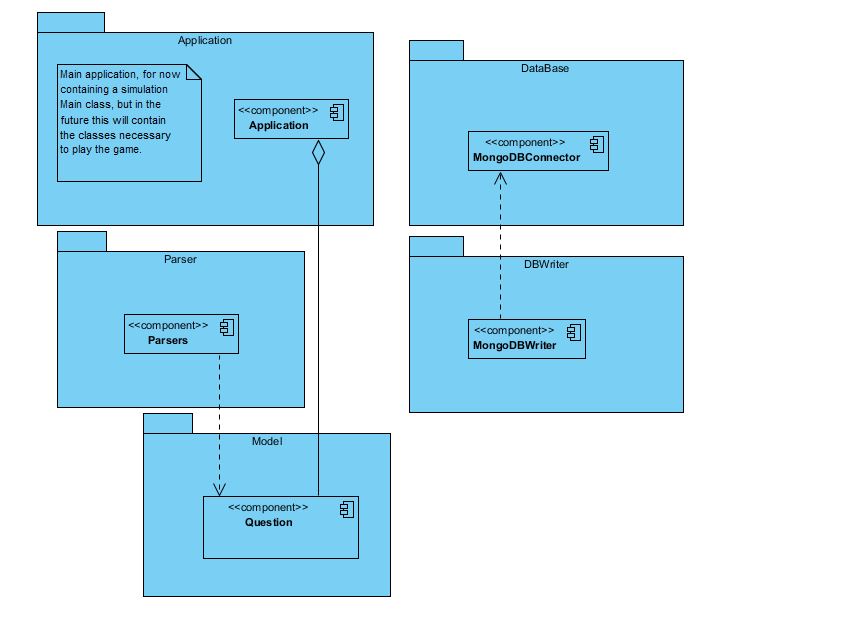 Application
Main application, for now
containing a simulation
Main class, but in the
future this will contain
the classes necessary
to play the game.
<<component>>
Application
DataBase
<<component>>
MongoDBConnector
Parser
<<component>>
Parsers
DBWriter
<<component>>
MongoDBWriter
Model
<<component>>
Question